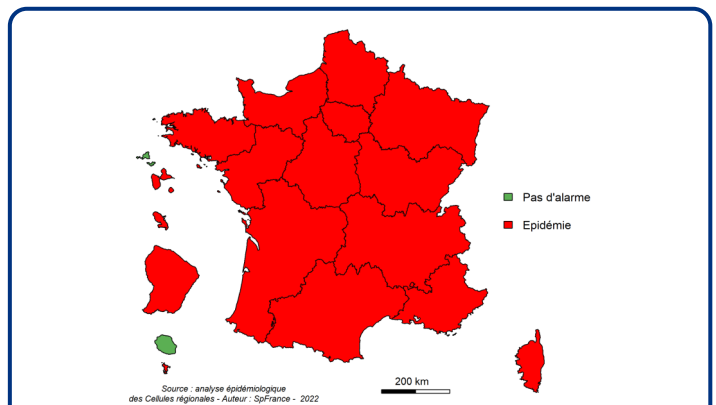 Pas d'alarme
Epidémie
200 km
Source : analyse épidémiologique
des Cellules régionales - Auteur : SpFrance - 2022